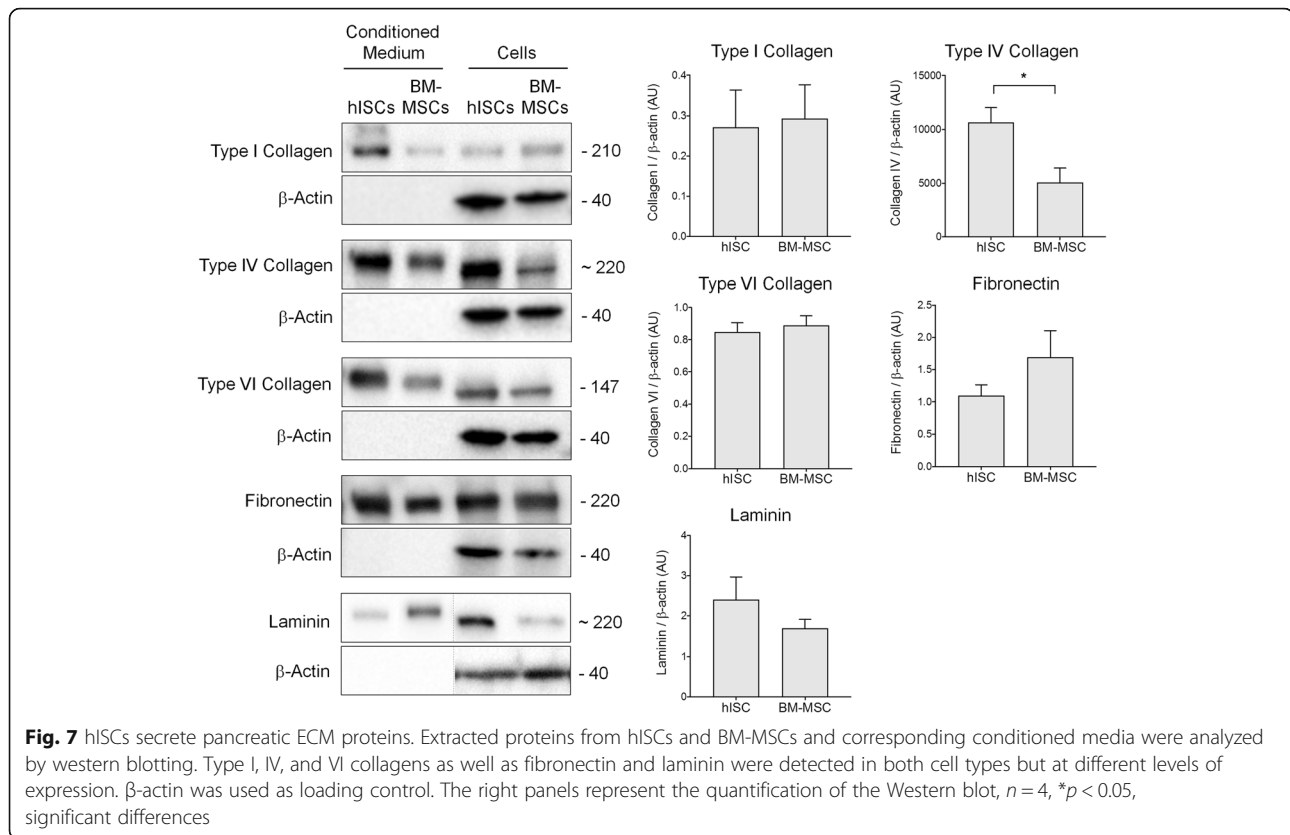 Conditioned
Medium
Cells
hISCs
BM-
MSCs
hISCs
BM-
MSCs
Type I Collagen
- 210
β-Actin
- 40
Type IV Collagen
~ 220
β-Actin
- 40
Type VI Collagen
- 147
β-Actin
- 40
Fibronectin
- 220
β-Actin
- 40
Laminin
~ 220
β-Actin
- 40
Type I Collagen
Collagen I / β-actin (AU)
0.4
0.3
0.2
0.1
0.0
hISC
BM-MSC
Type IV Collagen
Collagen IV / β-actin (AU)
15000
10000
5000
0
*
hISC
BM-MSC
Type VI Collagen
Collagen VI / β-actin (AU)
1.0
0.8
0.6
0.4
0.2
0.0
hISC
BM-MSC
Fibronectin
Fibronectin / β-actin (AU)
2.5
2.0
1.5
1.0
0.5
0.0
hISC
BM-MSC
Laminin
Laminin / β-actin (AU)
4
3
2
1
0
hISC
BM-MSC
Fig. 7 hISCs secrete pancreatic ECM proteins. Extracted proteins from hISCs and BM-MSCs and corresponding conditioned media were analyzed
by western blotting. Type I, IV, and VI collagens as well as fibronectin and laminin were detected in both cell types but at different levels of
expression. β-actin was used as loading control. The right panels represent the quantification of the Western blot, n = 4, *p < 0.05,
significant differences